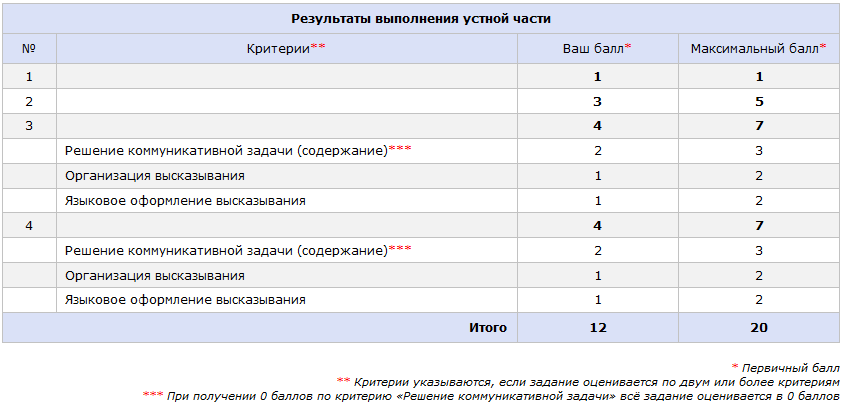 Результаты выполнения устной части
№ Критерии** Ваш балл* Максимальный балл*
1 1 1
2 3 5
3 4 7
Решение коммуникативной задачи (содержание)*** 2 3
Организация высказывания 1 2
Языковое оформление высказывания 1 2
4 4 7
Решение коммуникативной задачи (содержание)*** 2 3
Организация высказывания 1 2
Языковое оформление высказывания 1 2
Итого 12 20
* Первичный балл
** Критерии указываются, если задание оценивается по двум или более критериям
*** При получении 0 баллов по критерию «Решение коммуникативной задачи» всё задание оценивается в 0 баллов